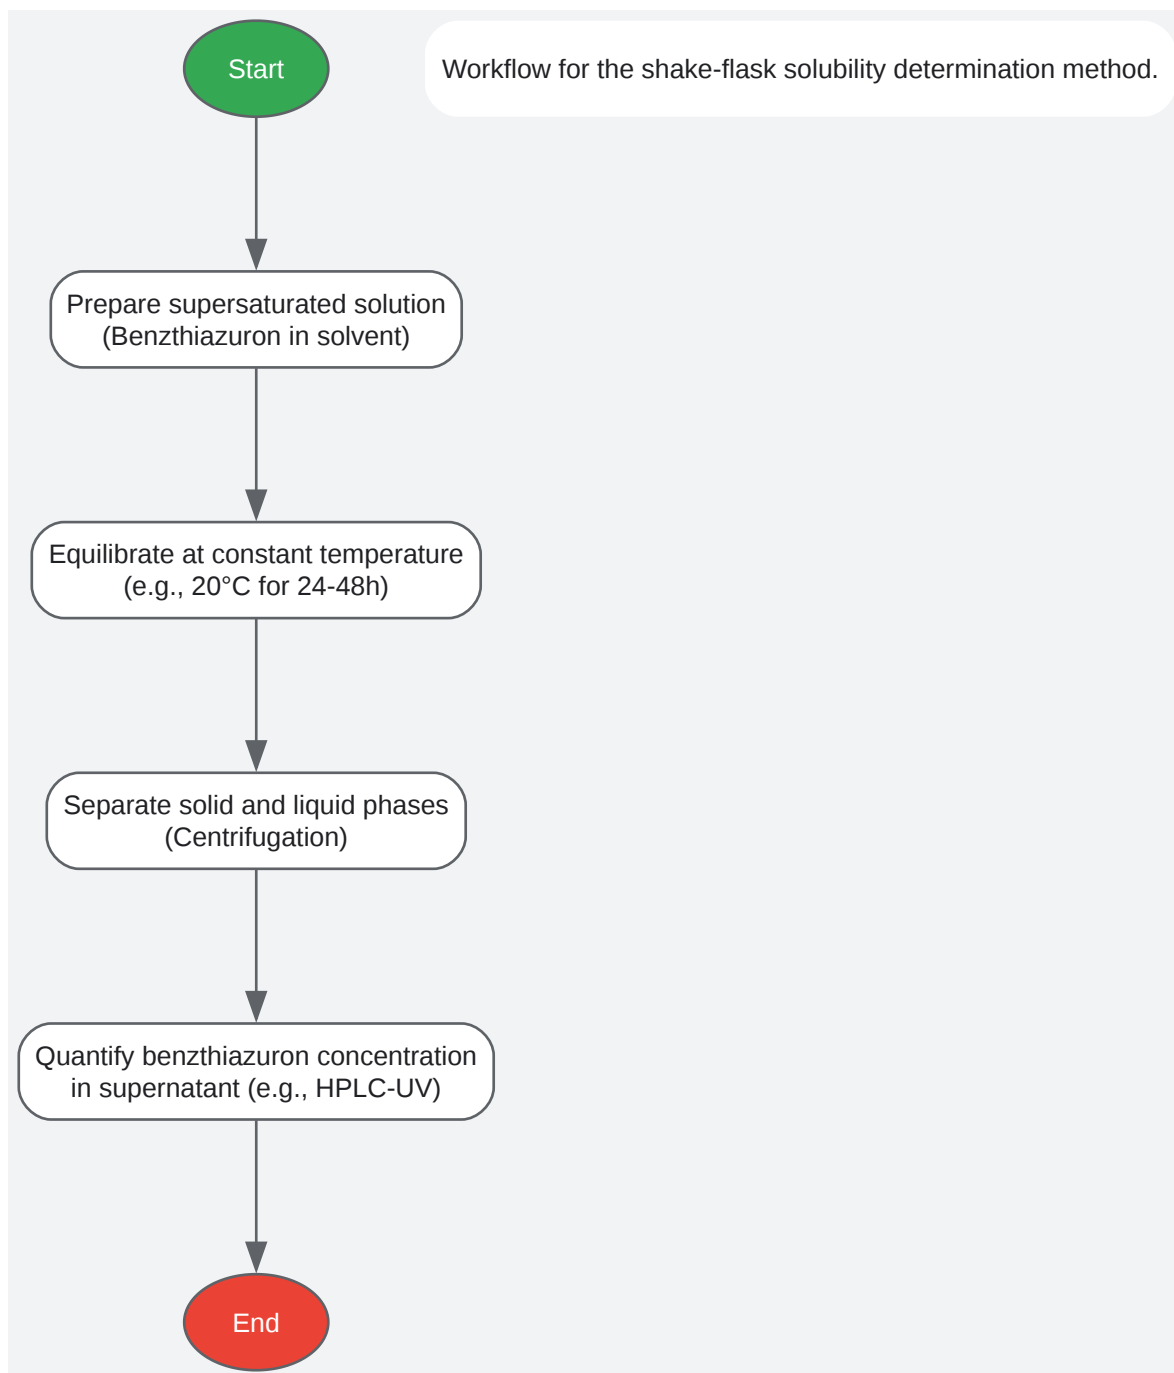 Start
Workflow for the shake-flask solubility determination method.
Prepare supersaturated solution
(Benzthiazuron in solvent)
Equilibrate at constant temperature
(e.g., 20°C for 24-48h)
Separate solid and liquid phases
(Centrifugation)
Quantify benzthiazuron concentration
in supernatant (e.g., HPLC-UV)
End